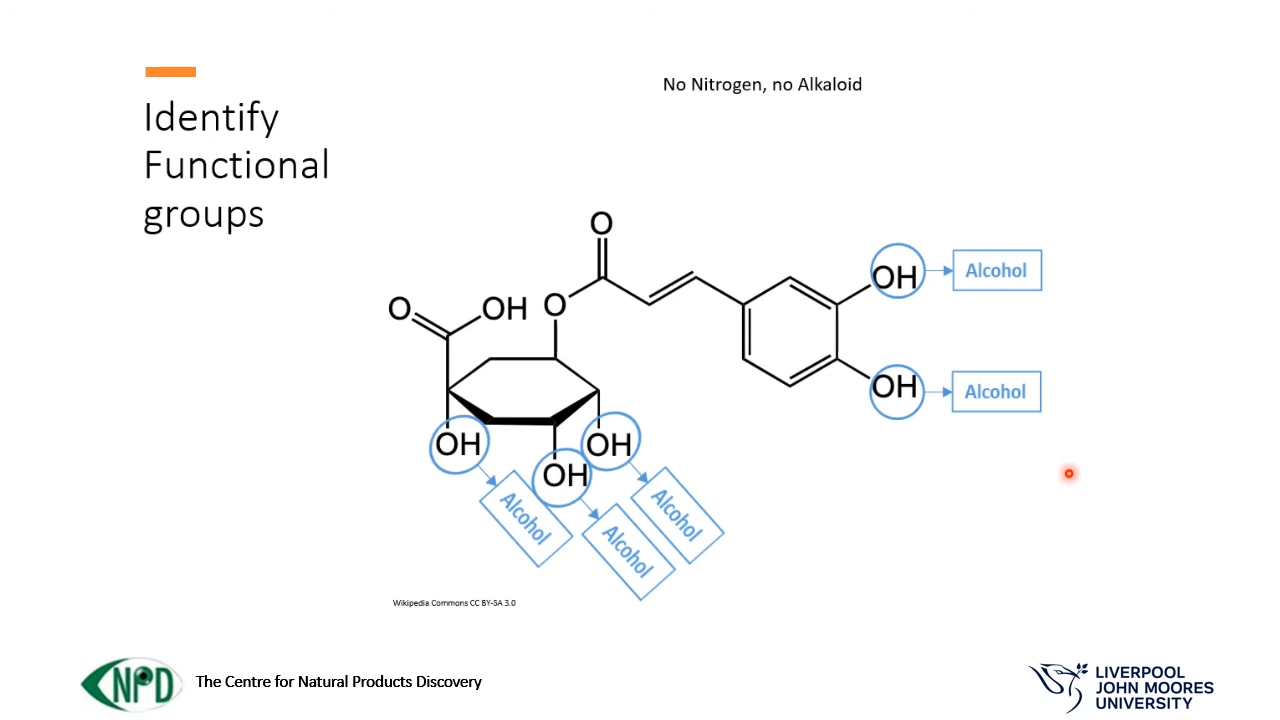 No Nitrogen, no Alkaloid
Identify
Functional
groups
O
O
OH
O
OH
Alcohol
OH
Alcohol
OH
OH
OH
Alcohol
Alcohol
Alcohol
Wikipedia Commons CC BY-SA 3.0
NPD
The Centre for Natural Products Discovery
LIVERPOOL
JOHN MOORES
UNIVERSITY